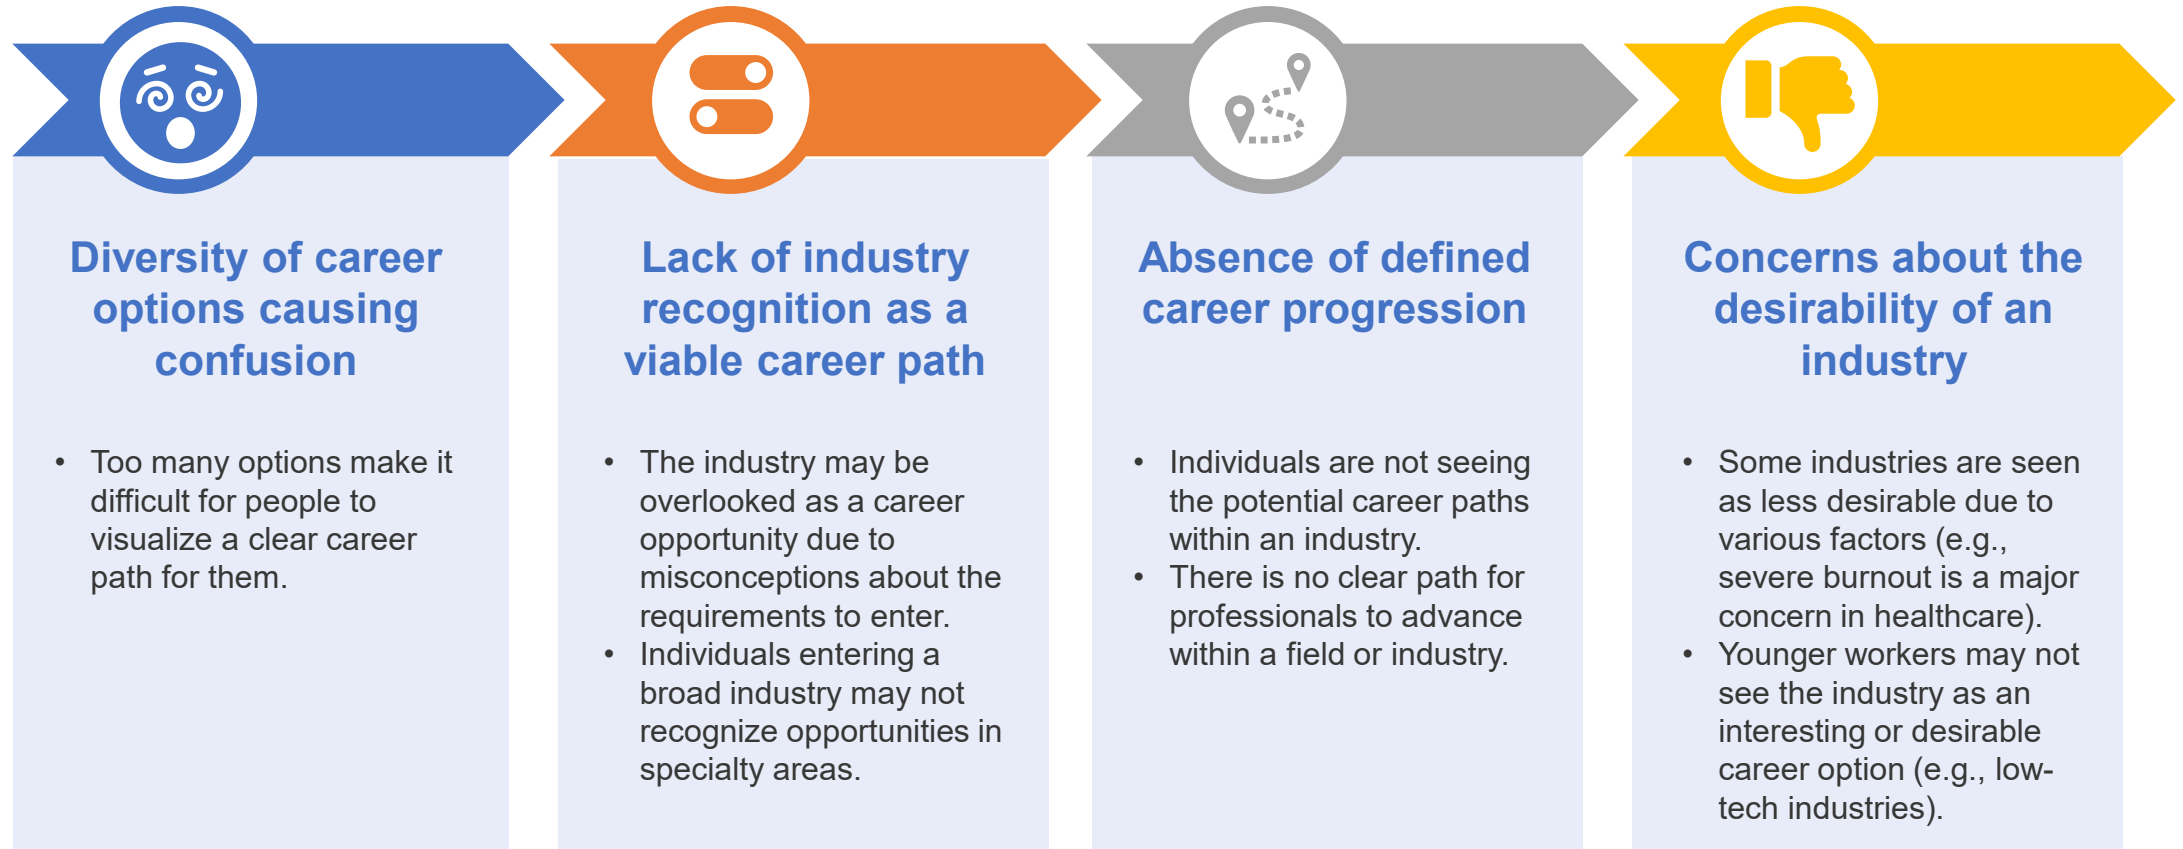 Diversity of career
options causing
confusion
• Too many options make it
difficult for people to
visualize a clear career
path for them.
Lack of industry
recognition as a
viable career path
• The industry may be
overlooked as a career
opportunity due to
misconceptions about the
requirements to enter.
• Individuals entering a
broad industry may not
recognize opportunities in
specialty areas.
Absence of defined
career progression
• Individuals are not seeing
the potential career paths
within an industry.
• There is no clear path for
professionals to advance
within a field or industry.
Concerns about the
desirability of an
industry
• Some industries are seen
as less desirable due to
various factors (e.g.,
severe burnout is a major
concern in healthcare).
• Younger workers may not
see the industry as an
interesting or desirable
career option (e.g., low-
tech industries).